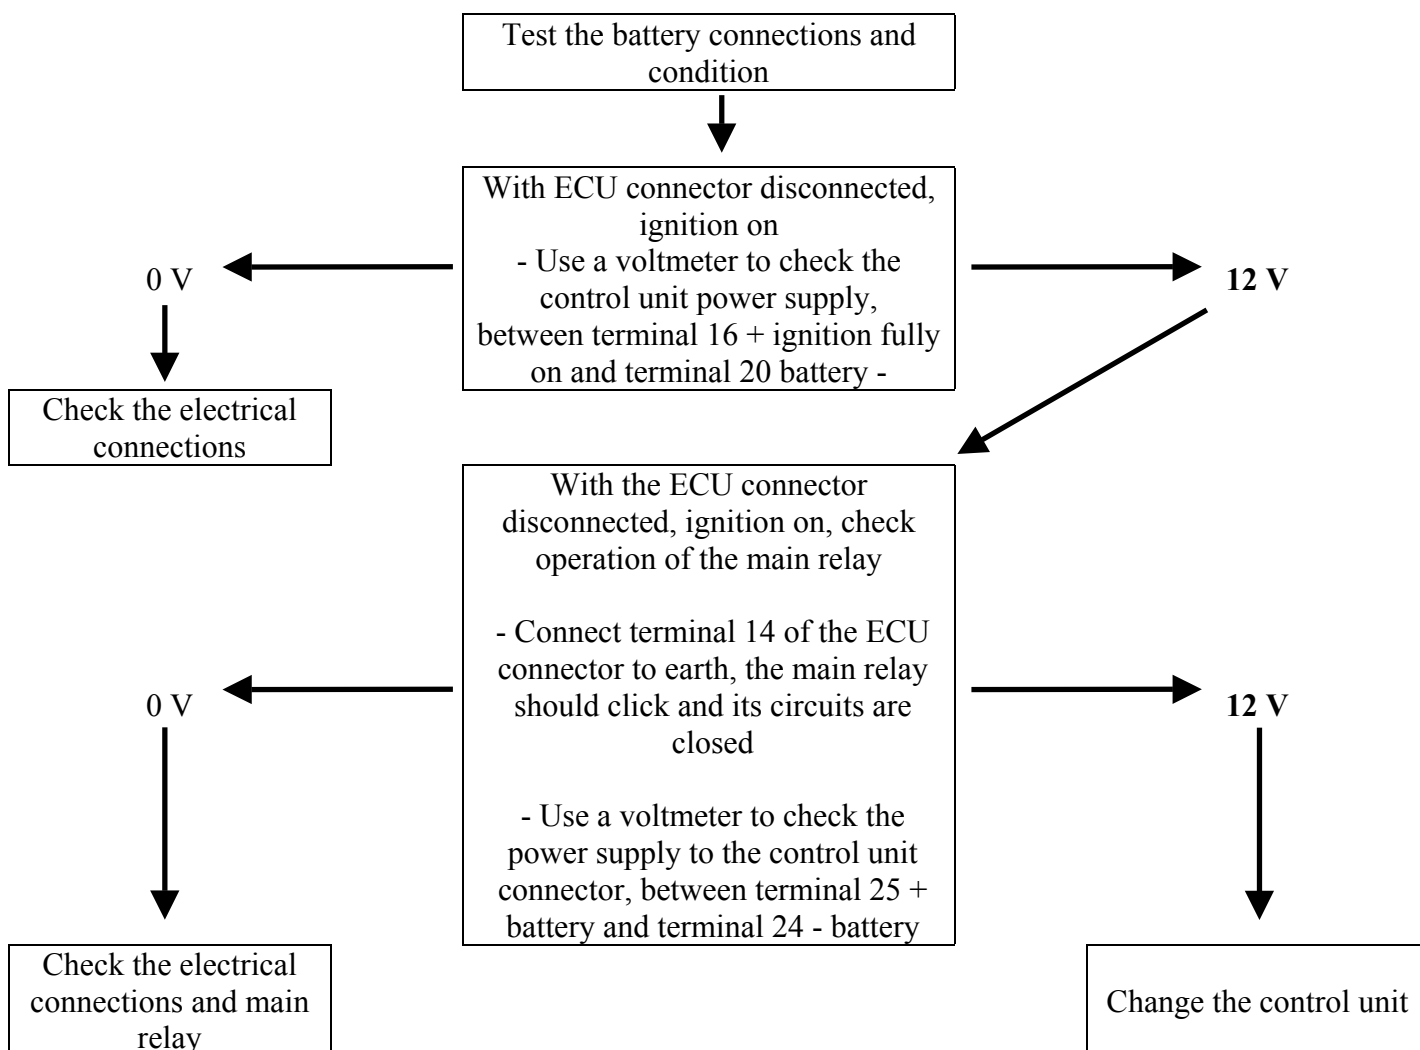 Test the battery connections and
condition
With ECU connector disconnected,
ignition on
- Use a voltmeter to check the
control unit power supply,
between terminal 16 + ignition fully
on and terminal 20 battery -
0 V
12 V
Check the electrical
connections
With the ECU connector
disconnected, ignition on, check
operation of the main relay
- Connect terminal 14 of the ECU
connector to earth, the main relay
should click and its circuits are
closed
- Use a voltmeter to check the
power supply to the control unit
connector, between terminal 25 +
battery and terminal 24 - battery
0 V
12 V
Check the electrical
connections and main
relay
Change the control unit